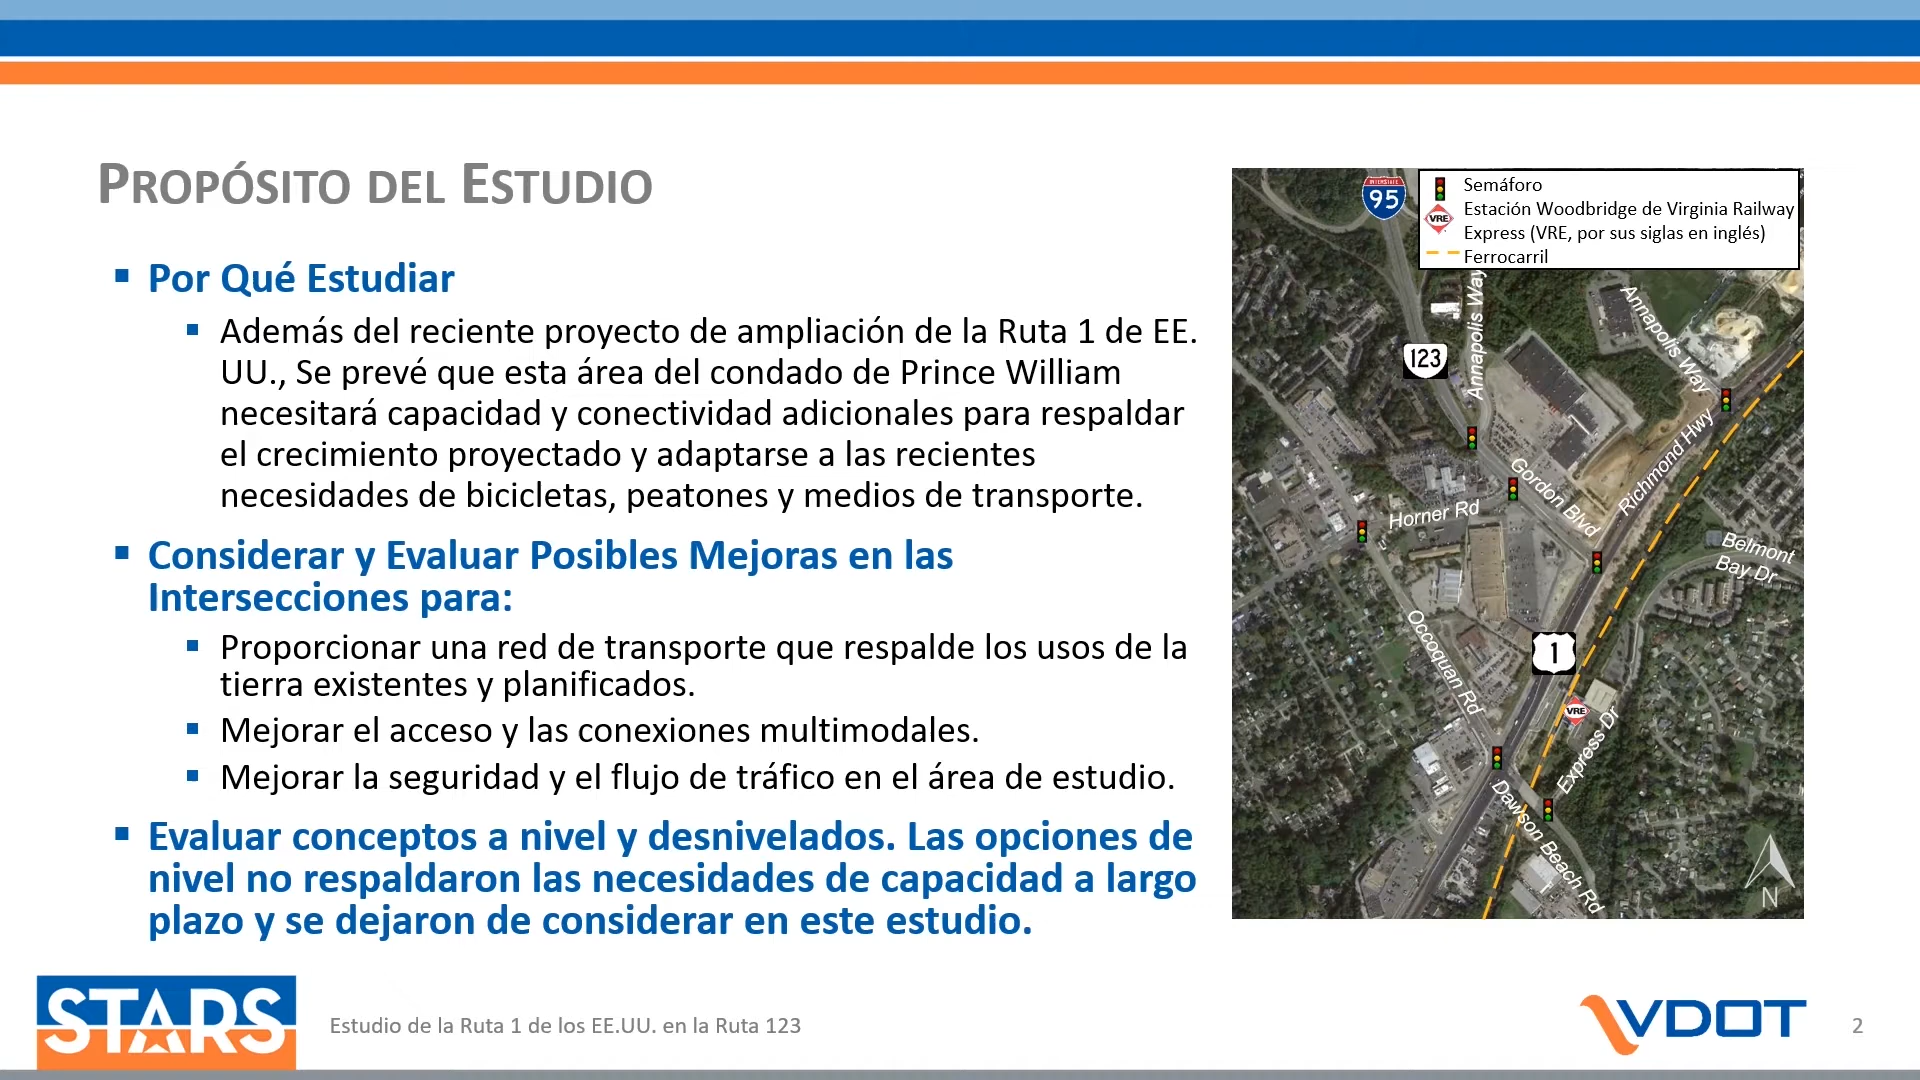 PROPÓSITO DEL ESTUDIO
Por Qué Estudiar
Además del reciente proyecto de ampliación de la Ruta 1 de EE.
UU., Se prevé que esta área del condado de Prince William
necesitará capacidad y conectividad adicionales para respaldar
el crecimiento proyectado y adaptarse a las recientes
necesidades de bicicletas, peatones y medios de transporte.
Considerar y Evaluar Posibles Mejoras en las
Intersecciones para:
Proporcionar una red de transporte que respalde los usos de la
tierra existentes y planificados.
Mejorar el acceso y las conexiones multimodales.
Mejorar la seguridad y el flujo de tráfico en el área de estudio.
Evaluar conceptos a nivel y desnivelados. Las opciones de
nivel no respaldaron las necesidades de capacidad a largo
plazo y se dejaron de considerar en este estudio.
INTERSTATE
95
Semáforo
VRE
Estación Woodbridge de Virginia Railway
Express (VRE, por sus siglas en inglés)
Ferrocarril
Annapolis Way
Annapolis Way
123
Richmond Hwy
Gordon Blvd
Horner Rd
Belmont
Bay Dr
Occoquan Rd
1
VRE
Express Dr
Dawson Beach Rd
N
STARS
Estudio de la Ruta 1 de los EE.UU. en la Ruta 123
VDOT
2